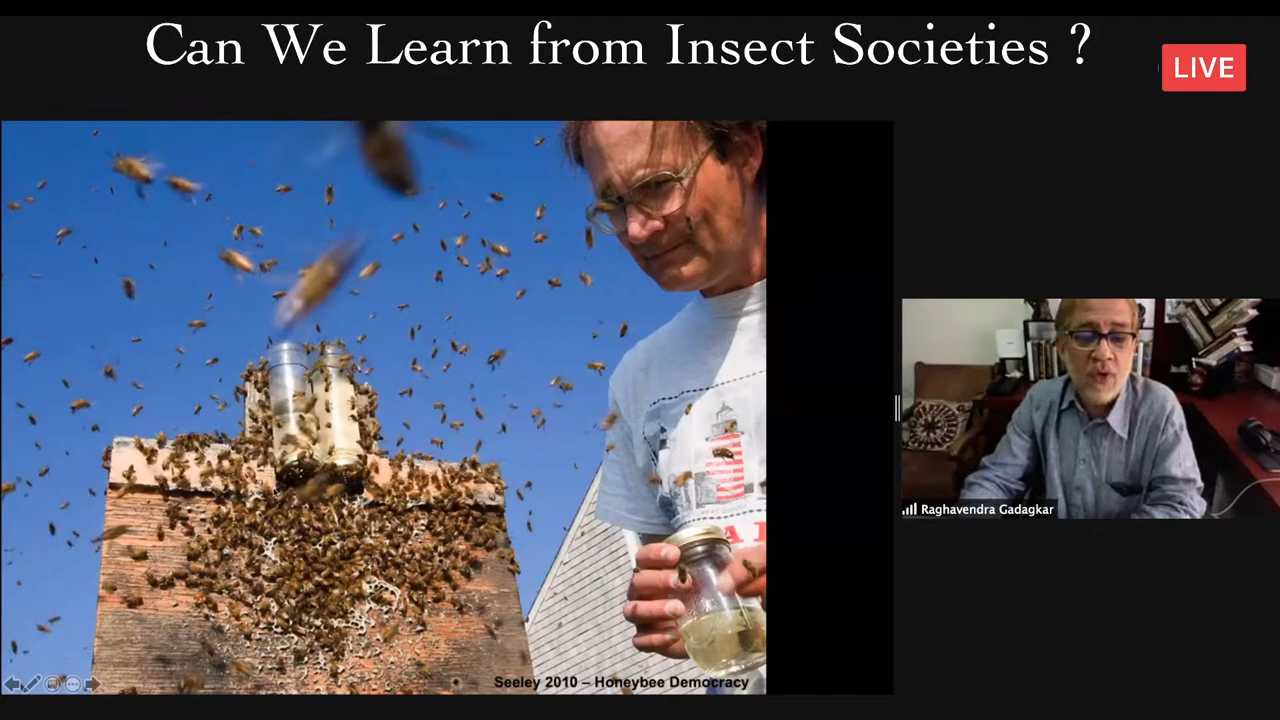 Can We Learn from Insect Societies ?
LIVE
Seeley 2010 – Honeybee Democracy
Raghavendra Gadagkar